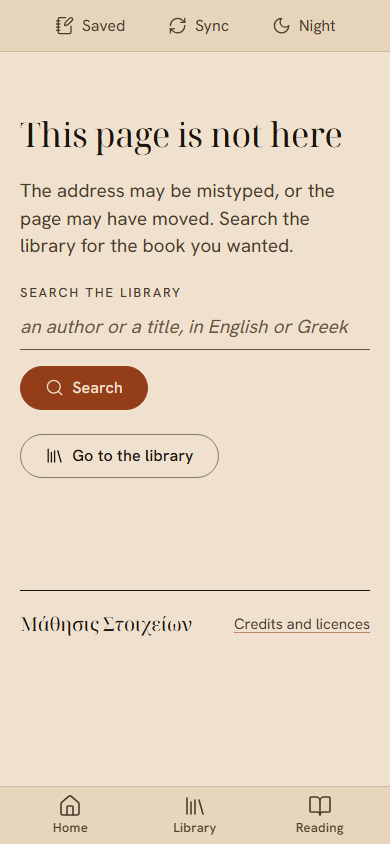 Saved
Sync
Night
This page is not here
The address may be mistyped, or the
page may have moved. Search the
library for the book you wanted.
SEARCH THE LIBRARY
an author or a title, in English or Greek
Search
Go to the library
Μάθησις Στοιχείων
Credits and licences
Home
Library
Reading